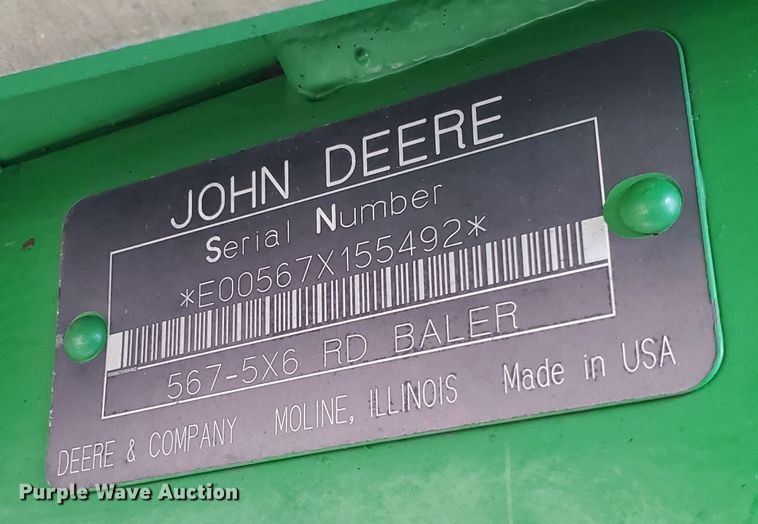 JOHN DEERE
Serial Number
*E00567X155492*
567-5X6 RD BALER
DEERE & COMPANY MOLINE, ILLINOIS Made in USA
Purple Wave Auction